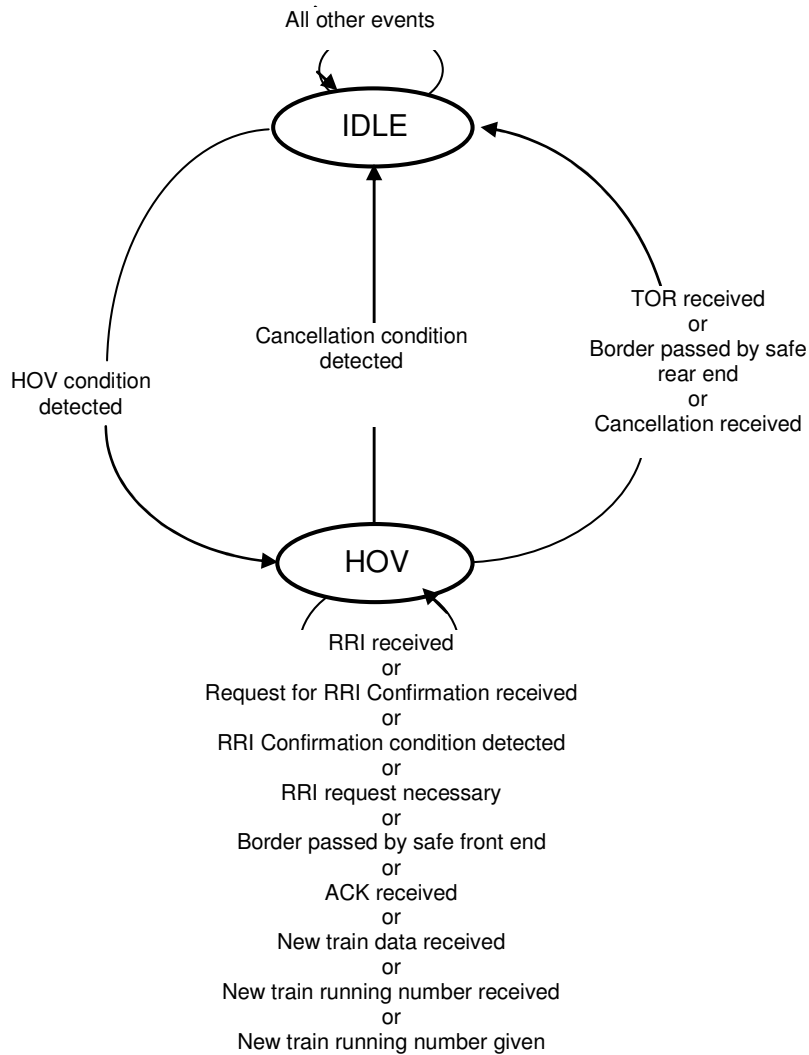 All other events
IDLE
TOR received
or
Border passed by safe
rear end
or
Cancellation received
Cancellation condition
detected
HOV condition
detected
HOV
RRI received
or
Request for RRI Confirmation received
or
RRI Confirmation condition detected
or
RRI request necessary
or
Border passed by safe front end
or
ACK received
or
New train data received
or
New train running number received
or
New train running number given